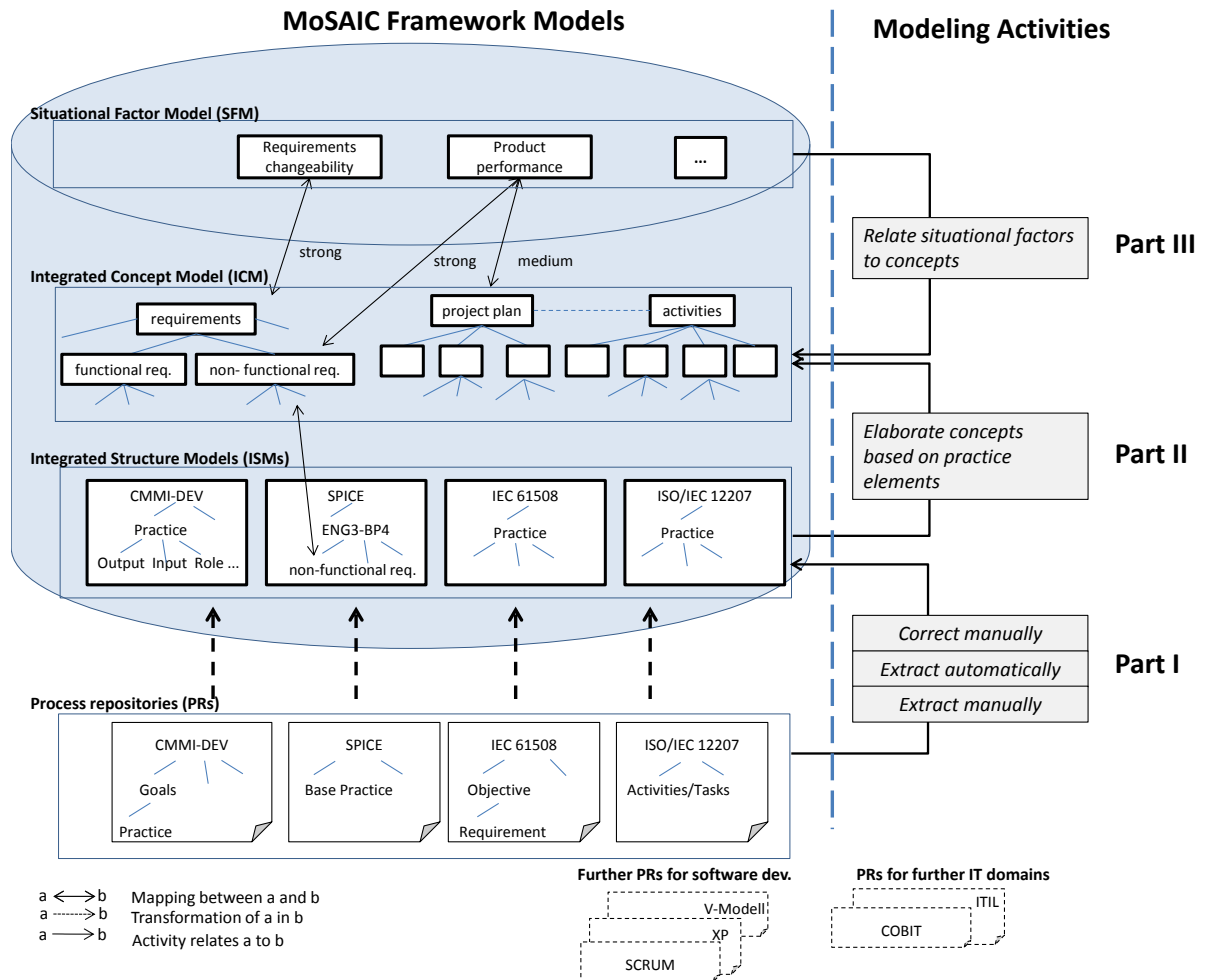 MoSAIC Framework Models
Modeling Activities
Situational Factor Model (SFM)
Requirements
changeability
Product
performance
...
strong
strong
medium
Relate situational factors
to concepts
Part III
Integrated Concept Model (ICM)
requirements
project plan
activities
functional req.
non- functional req.
Elaborate concepts
based on practice
elements
Part II
Integrated Structure Models (ISMs)
CMMI-DEV
Practice
Output Input Role ...
SPICE
ENG3-BP4
non-functional req.
IEC 61508
Practice
ISO/IEC 12207
Practice
Correct manually
Extract automatically
Extract manually
Part I
Process repositories (PRs)
CMMI-DEV
Goals
Practice
SPICE
Base Practice
IEC 61508
Objective
Requirement
ISO/IEC 12207
Activities/Tasks
a b Mapping between a and b
a b Transformation of a in b
a b Activity relates a to b
Further PRs for software dev.
V-Modell
XP
SCRUM
PRs for further IT domains
ITIL
COBIT